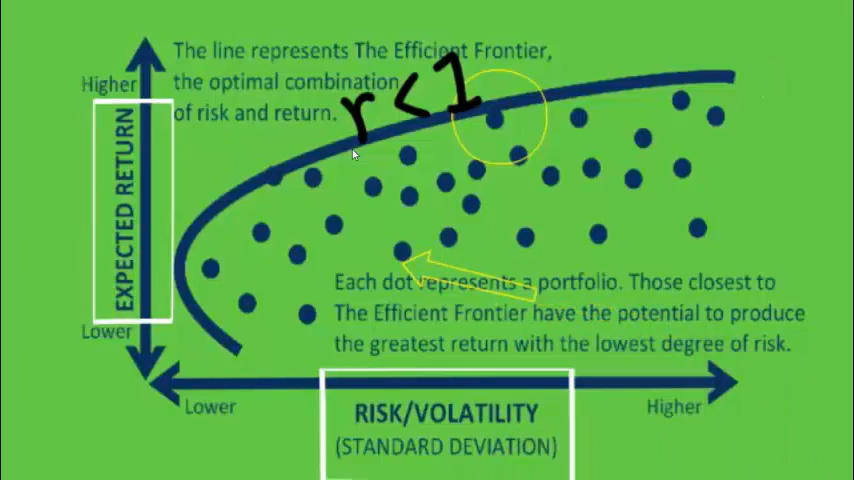 The line represents The Efficient Frontier,
the optimal combination
of risk and return.
r < 1
Higher
EXPECTED RETURN
Lower
Each dot represents a portfolio. Those closest to
The Efficient Frontier have the potential to produce
the greatest return with the lowest degree of risk.
Lower
Higher
RISK/VOLATILITY
(STANDARD DEVIATION)